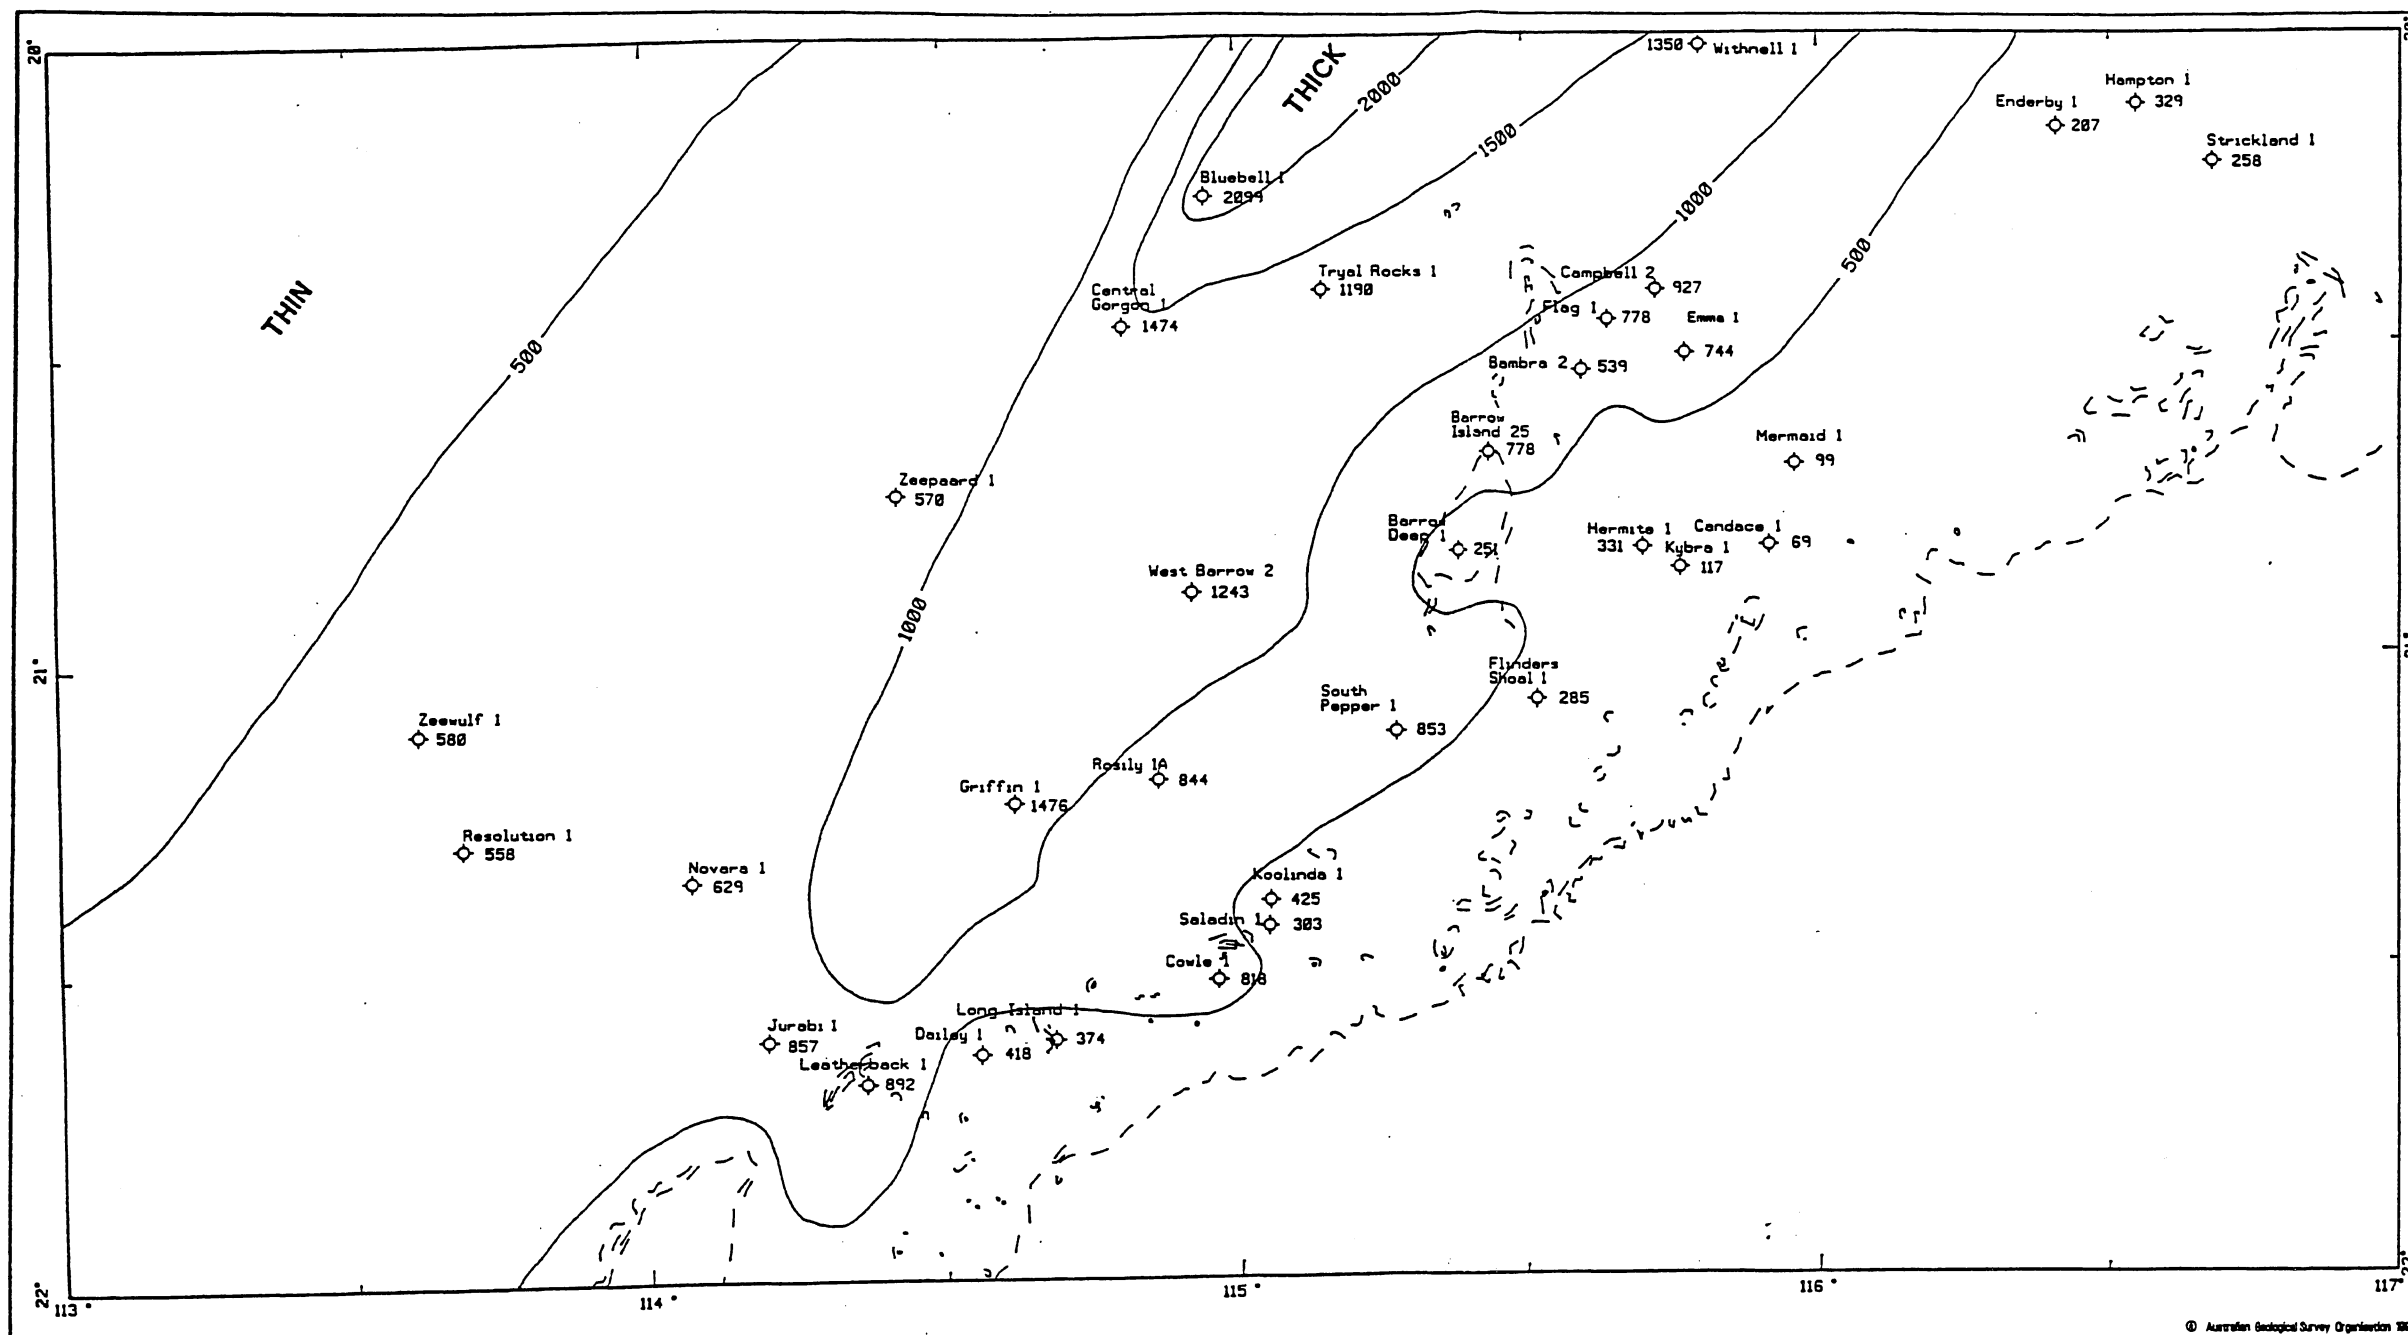 20°
THICK
1350 Withnell 1
2000
Hampton 1
329
Enderby 1
207
Strickland 1
258
1500
Bluebell 1
2099
1000
500
THIN
Tryal Rocks 1
1190
Campbell 2
927
Central
Gorgon 1
1474
Flag 1
778
Emma 1
744
500
Bambra 2
539
Barrow
Island 25
778
Mermaid 1
99
Zeepaard 1
570
Barrow
Deep 1
251
Hermite 1
331
Candace 1
69
Kybra 1
117
West Barrow 2
1243
1000
21°
Flinders
Shoal 1
285
South
Pepper 1
853
Zeewulf 1
580
Rosily 1A
844
Griffin 1
1476
Resolution 1
558
Novara 1
629
Koolinda 1
425
Saladin 1
303
Cowle 1
818
Long Island 1
374
Jurabi 1
857
Dailey 1
418
Leatherback 1
892
22°
113°
114°
115°
116°
117°
© Australian Geological Survey Organisation